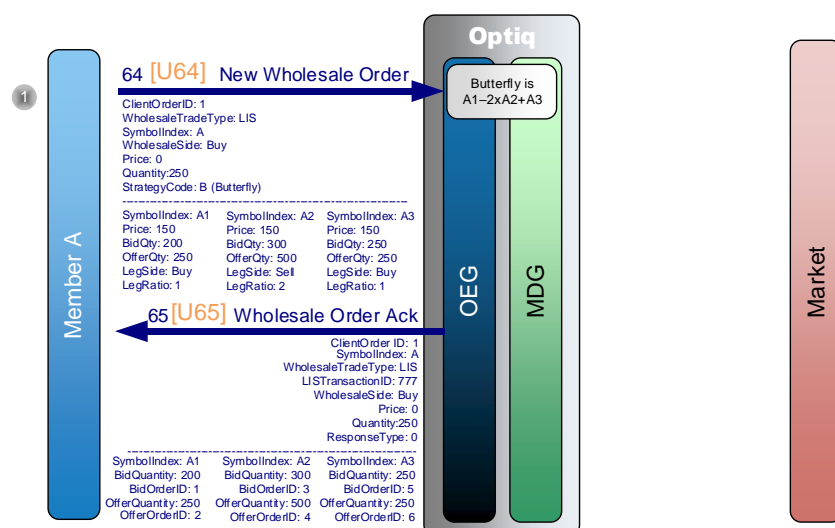 Optiq
64 [U64] New Wholesale Order
Butterfly is
A1–2xA2+A3
1
ClientOrderID: 1
WholesaleTradeType: LIS
SymbolIndex: A
WholesaleSide: Buy
Price: 0
Quantity:250
StrategyCode: B (Butterfly)
------------------------------------------------------------
SymbolIndex: A1 SymbolIndex: A2 SymbolIndex: A3
Price: 150 Price: 150 Price: 150
BidQty: 200 BidQty: 300 BidQty: 250
OfferQty: 250 OfferQty: 500 OfferQty: 250
LegSide: Buy LegSide: Sell LegSide: Buy
LegRatio: 1 LegRatio: 2 LegRatio: 1
Member A
OEG
MDG
Market
65 [U65] Wholesale Order Ack
ClientOrder ID: 1
SymbolIndex: A
WholesaleTradeType: LIS
LISTransactionID: 777
WholesaleSide: Buy
Price: 0
Quantity:250
ResponseType: 0
------------------------------------------------------------
SymbolIndex: A1 SymbolIndex: A2 SymbolIndex: A3
BidQuantity: 200 BidQuantity: 300 BidQuantity: 250
BidOrderID: 1 BidOrderID: 3 BidOrderID: 5
OfferQuantity: 250 OfferQuantity: 500 OfferQuantity: 250
OfferOrderID: 2 OfferOrderID: 4 OfferOrderID: 6